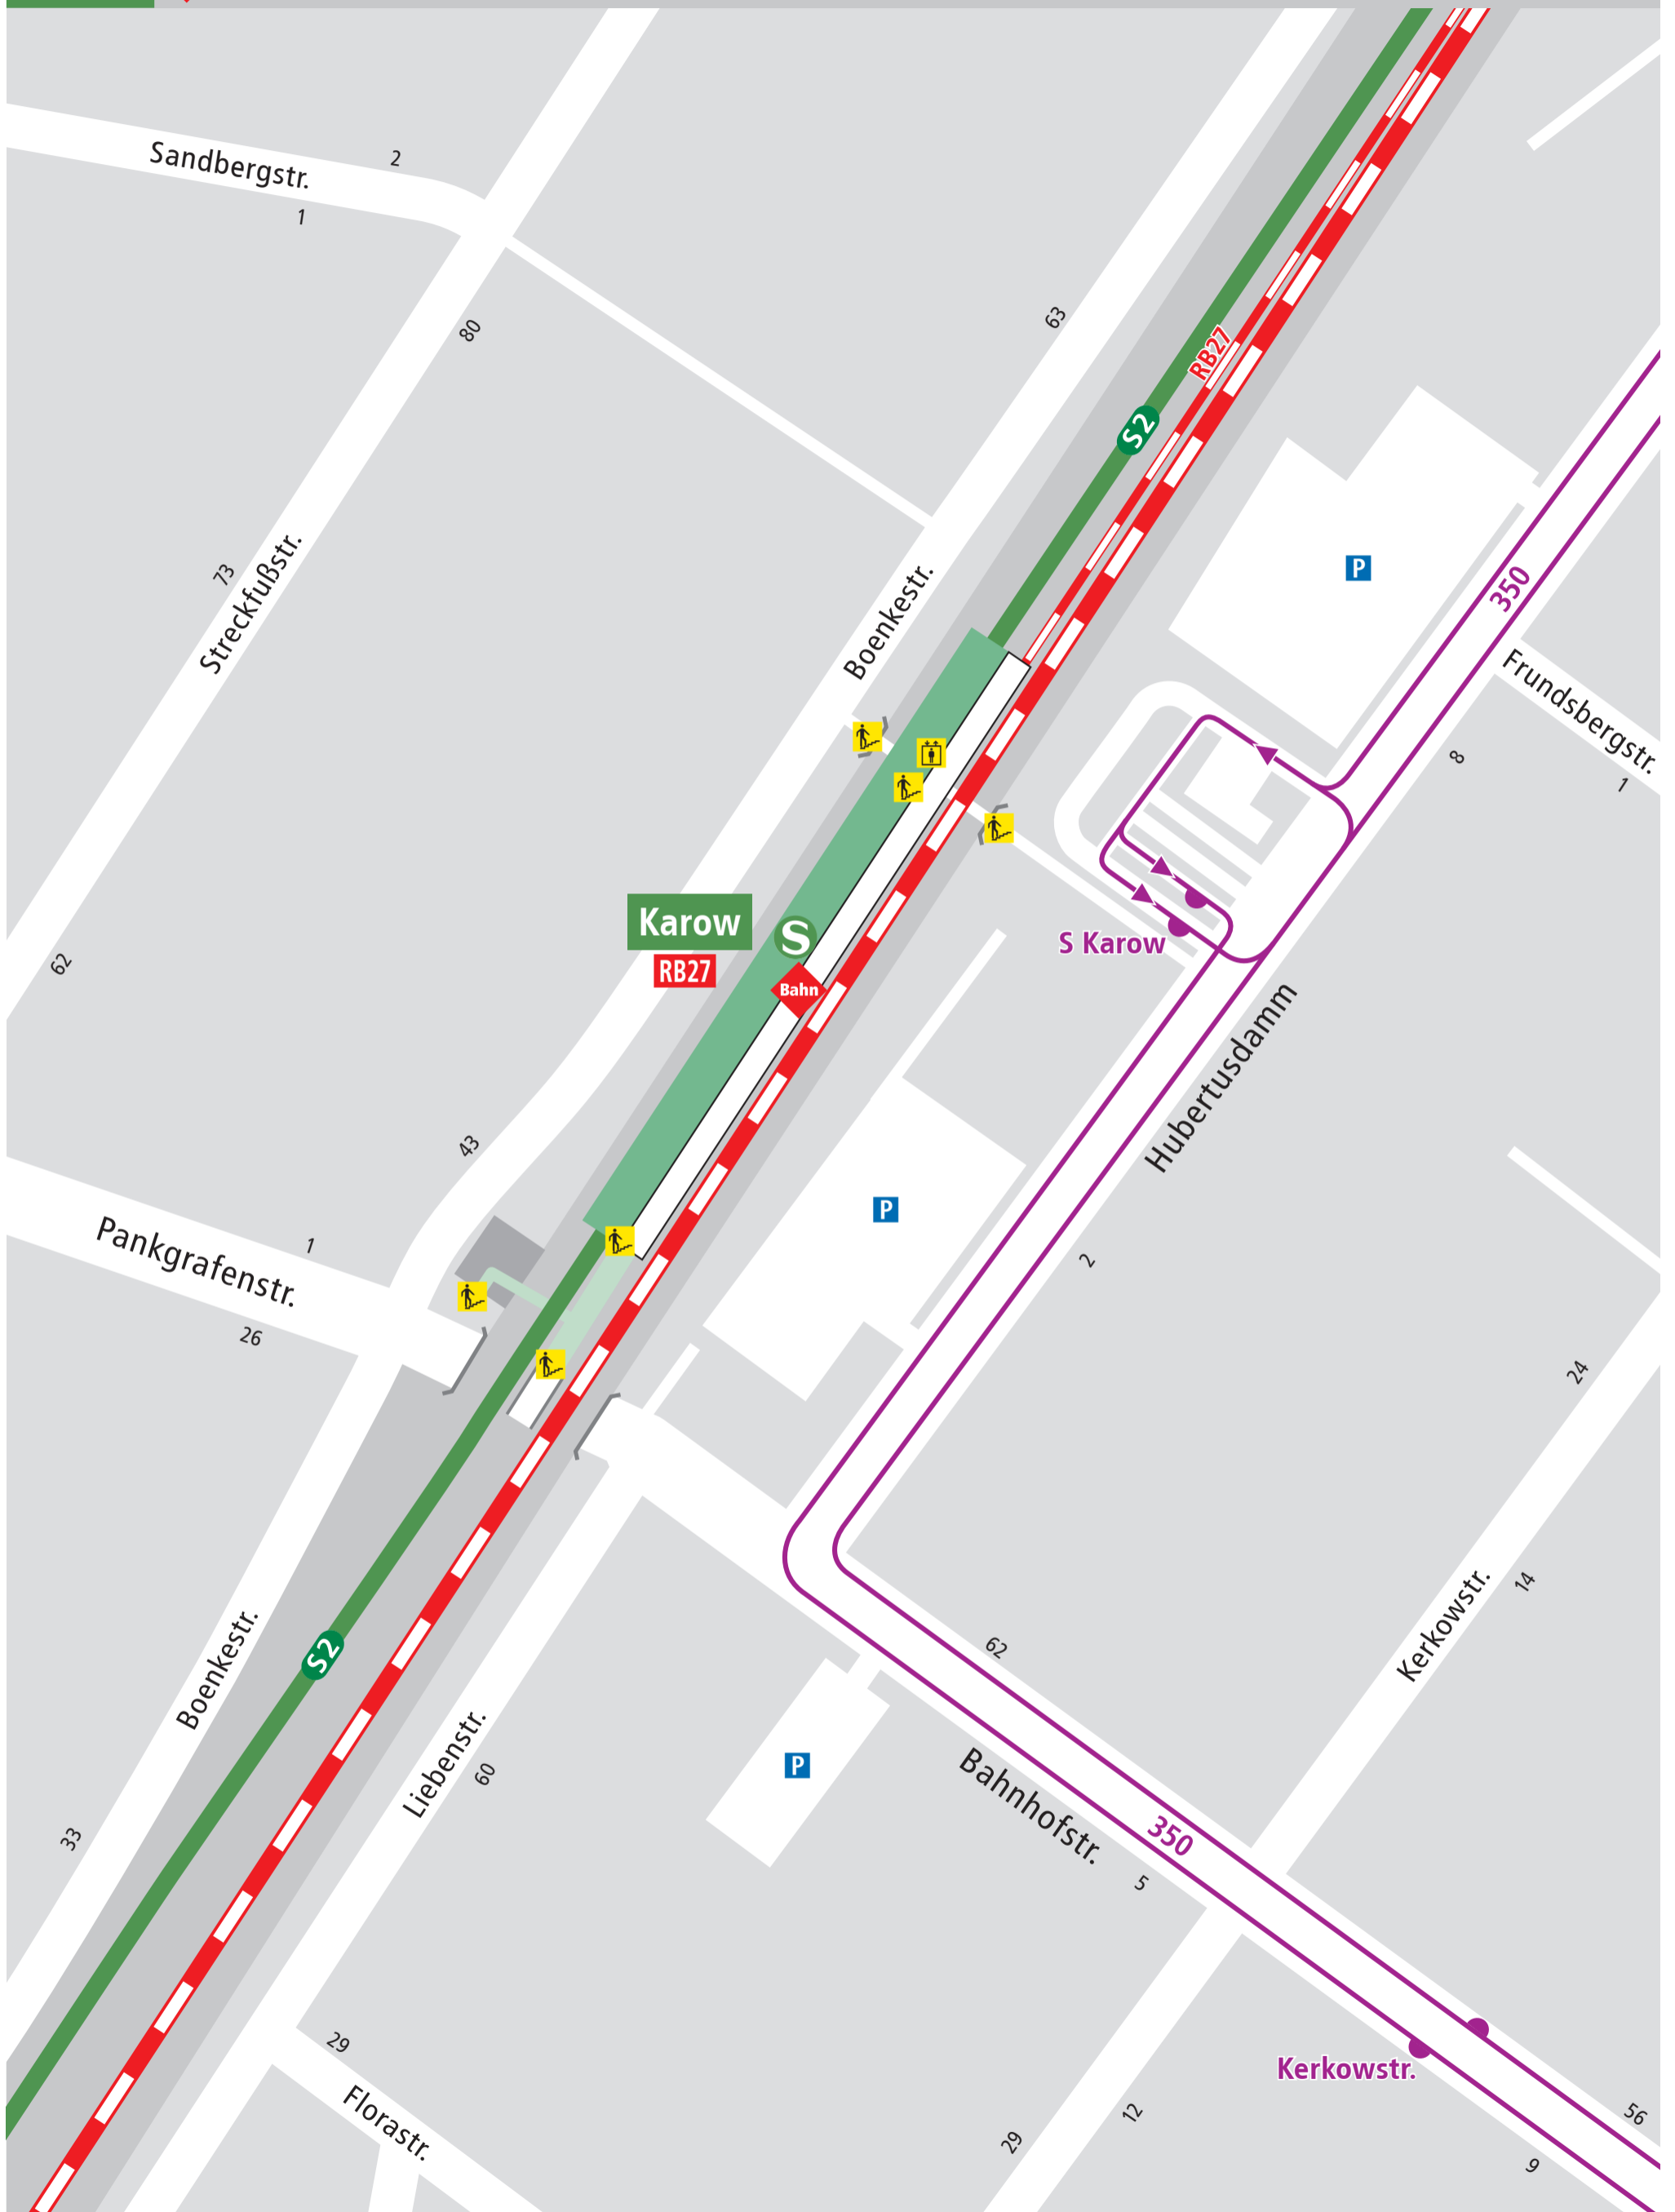 Sandbergstr.
2
1
80
63
RB27
S2
73
Streckfußstr.
Boenkestr.
P
350
Frundsbergstr.
8
1
Karow
RB27
S
Bahn
S Karow
62
Hubertusdamm
43
Pankgrafenstr.
1
26
P
2
24
14
Kerkowstr.
S2
Boenkestr.
Liebenstr.
60
33
62
P
Bahnhofstr.
350
5
29
Florastr.
Kerkowstr.
12
29
56
9